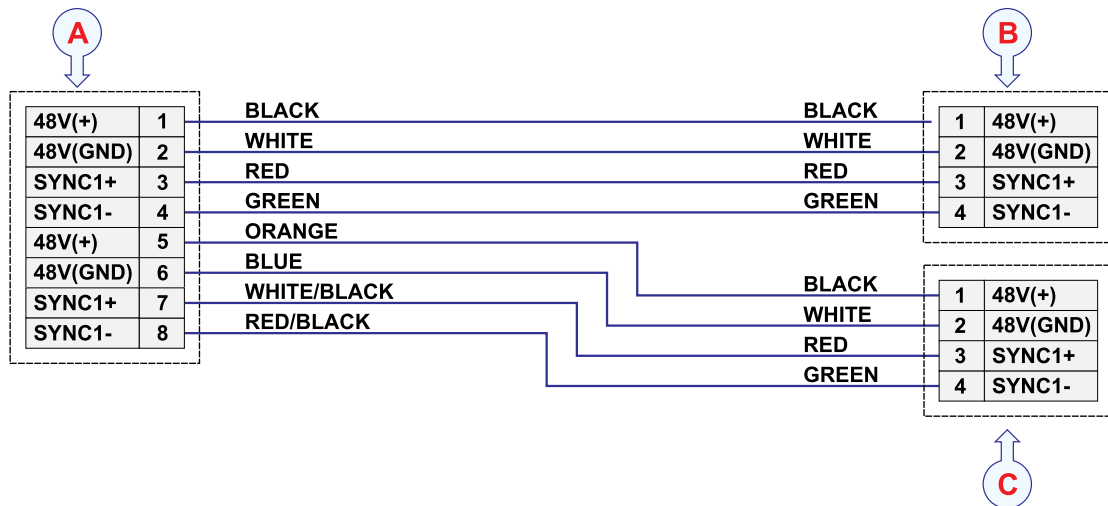 A
B
48V(+) 1 BLACK BLACK 1 48V(+)
48V(GND) 2 WHITE WHITE 2 48V(GND)
SYNC1+ 3 RED RED 3 SYNC1+
SYNC1- 4 GREEN GREEN 4 SYNC1-
48V(+) 5 ORANGE
48V(GND) 6 BLUE
SYNC1+ 7 WHITE/BLACK
SYNC1- 8 RED/BLACK
BLACK 1 48V(+)
WHITE 2 48V(GND)
RED 3 SYNC1+
GREEN 4 SYNC1-
C